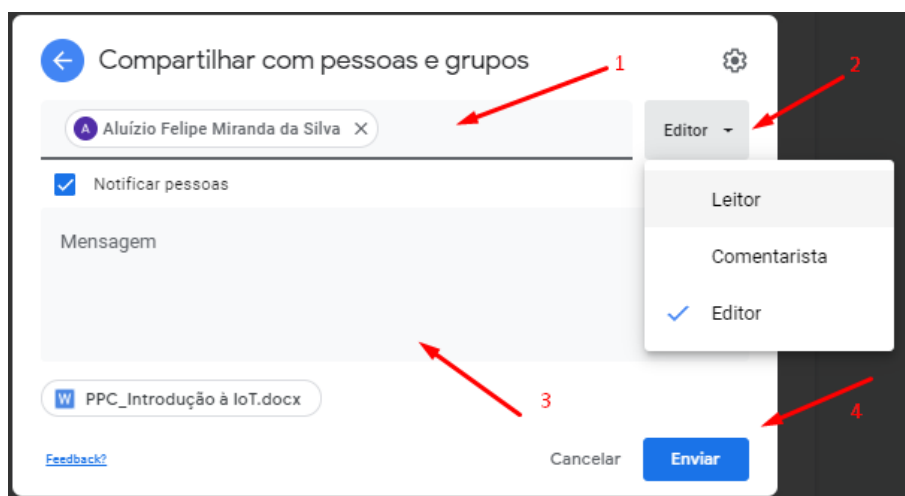 Compartilhar com pessoas e grupos
1
2
A Aluízio Felipe Miranda da Silva
Editor
Notificar pessoas
Leitor
Mensagem
Comentarista
Editor
W PPC_Introdução à IoT.docx
3
4
Feedback?
Cancelar
Enviar